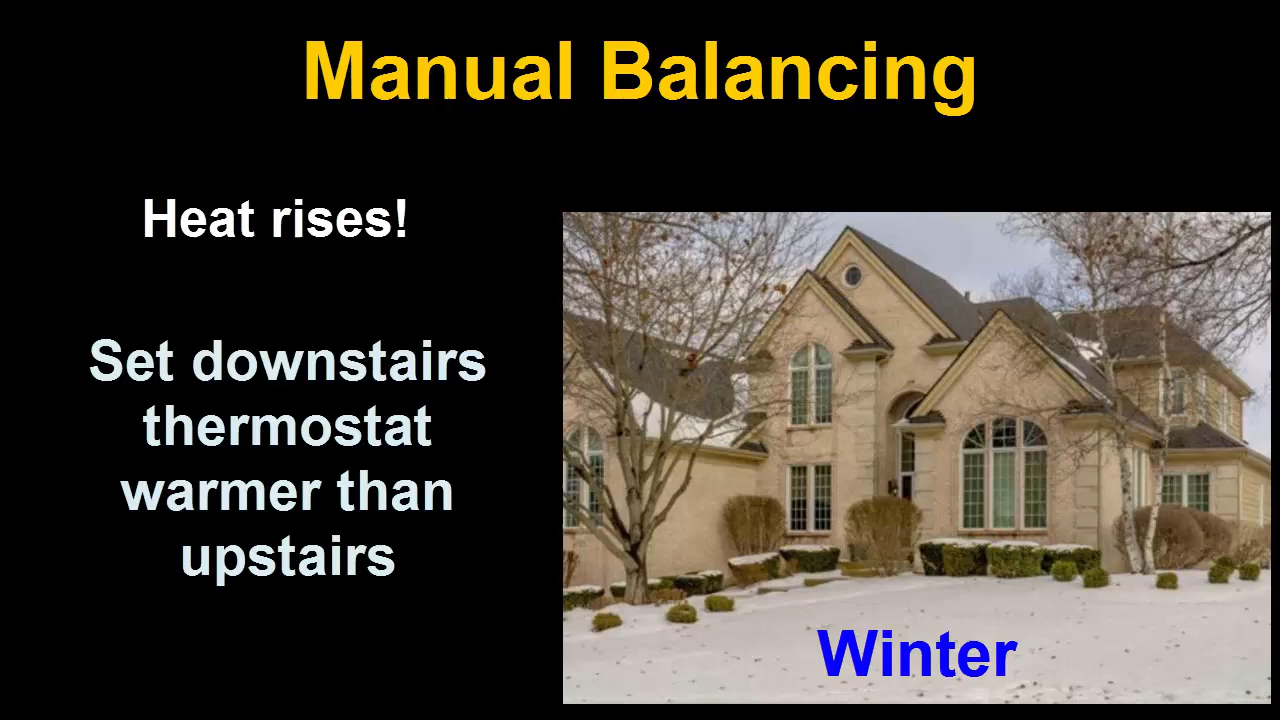 Manual Balancing
Heat rises!
Set downstairs
thermostat
warmer than
upstairs
Winter